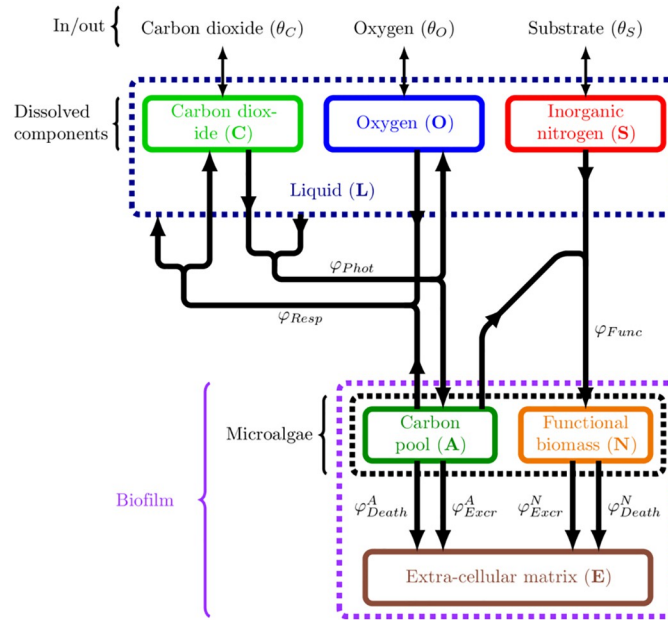 In/out
Carbon dioxide (θ_C)
Oxygen (θ_O)
Substrate (θ_S)
Dissolved
components
Carbon diox-
ide (C)
Oxygen (O)
Inorganic
nitrogen (S)
Liquid (L)
φ_Phot
φ_Resp
φ_Func
Microalgae
Carbon
pool (A)
Functional
biomass (N)
Biofilm
φ^A_Death
φ^A_Excr
φ^N_Excr
φ^N_Death
Extra-cellular matrix (E)